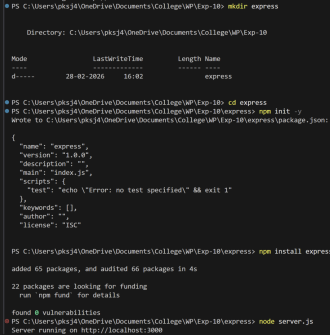 PS C:\Users\pksj4\OneDrive\Documents\College\WP\Exp-10> mkdir express
Directory: C:\Users\pksj4\OneDrive\Documents\College\WP\Exp-10
Mode LastWriteTime Length Name
---- ------------- ------ ----
d----- 28-02-2026 16:02 express
PS C:\Users\pksj4\OneDrive\Documents\College\WP\Exp-10> cd express
PS C:\Users\pksj4\OneDrive\Documents\College\WP\Exp-10\express> npm init -y
Wrote to C:\Users\pksj4\OneDrive\Documents\College\WP\Exp-10\express\package.json:
{
"name": "express",
"version": "1.0.0",
"description": "",
"main": "index.js",
"scripts": {
"test": "echo \"Error: no test specified\" && exit 1"
},
"keywords": [],
"author": "",
"license": "ISC"
PS C:\Users\pksj4\OneDrive\Documents\College\WP\Exp-10\express> npm install expres
added 65 packages, and audited 66 packages in 4s
22 packages are looking for funding
run `npm fund` for details
found 0 vulnerabilities
PS C:\Users\pksj4\OneDrive\Documents\College\WP\Exp-10\express> node server.js
Server running on http://localhost:3000